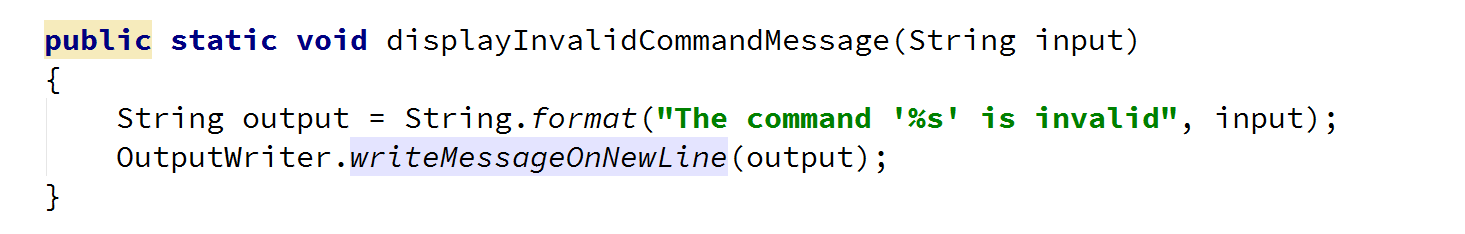 public static void displayInvalidCommandMessage(String input)
{
    String output = String.format("The command '%s' is invalid", input);
    OutputWriter.writeMessageOnNewLine(output);
}